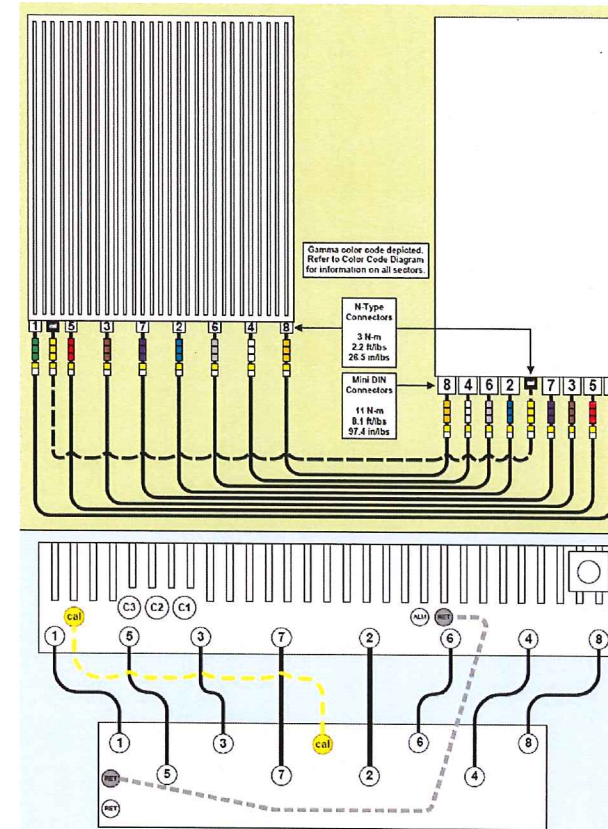 Gamma color code depicted.
Refer to Color Code Diagram
for information on all sectors.
N-Type
Connectors
3 N-m
2.2 ft/lbs
26.5 in/lbs
1 5 3 7 2 6 4 8
Mini DIN
Connectors
11 N-m
8.1 ft/lbs
97.4 in/lbs
8 4 6 2 7 3 5
cal C3 C2 C1 ALM RET
1 5 3 7 2 6 4 8
1 3 cal 6 8
RET 5 7 2 4
RET